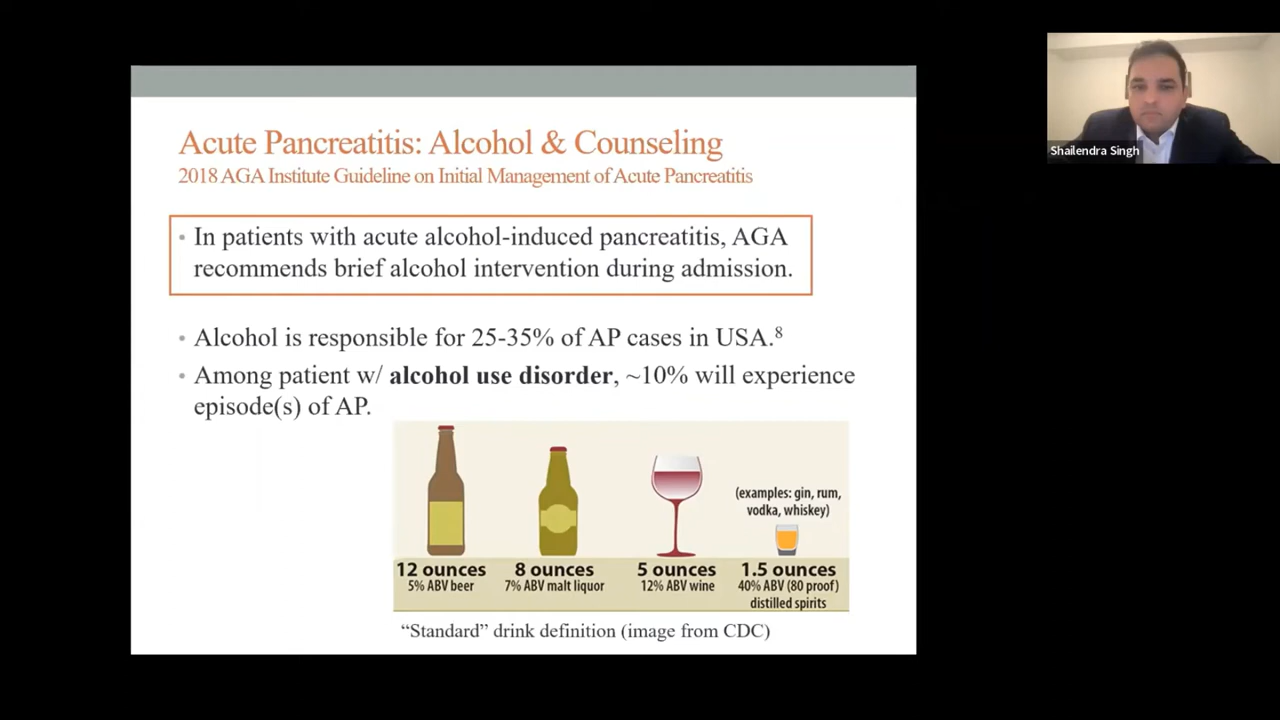 Acute Pancreatitis: Alcohol & Counseling
2018 AGA Institute Guideline on Initial Management of Acute Pancreatitis
• In patients with acute alcohol-induced pancreatitis, AGA
recommends brief alcohol intervention during admission.
• Alcohol is responsible for 25-35% of AP cases in USA.⁸
• Among patient w/ alcohol use disorder, ~10% will experience
episode(s) of AP.
(examples: gin, rum,
vodka, whiskey)
12 ounces
5% ABV beer
8 ounces
7% ABV malt liquor
5 ounces
12% ABV wine
1.5 ounces
40% ABV (80 proof)
distilled spirits
“Standard” drink definition (image from CDC)
Shailendra Singh